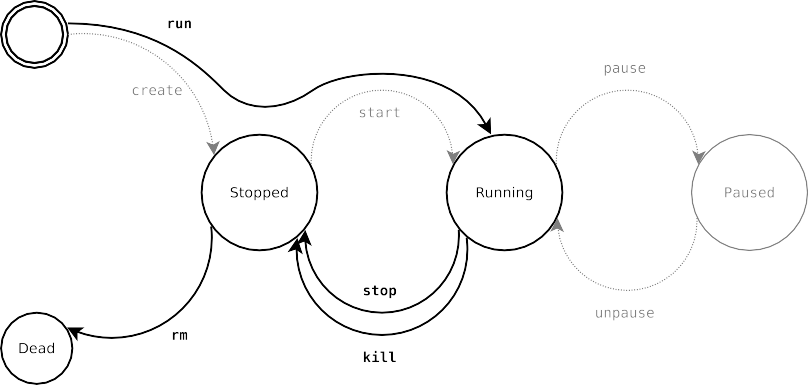 run
pause
create
start
Stopped
Running
Paused
stop
unpause
rm
Dead
kill